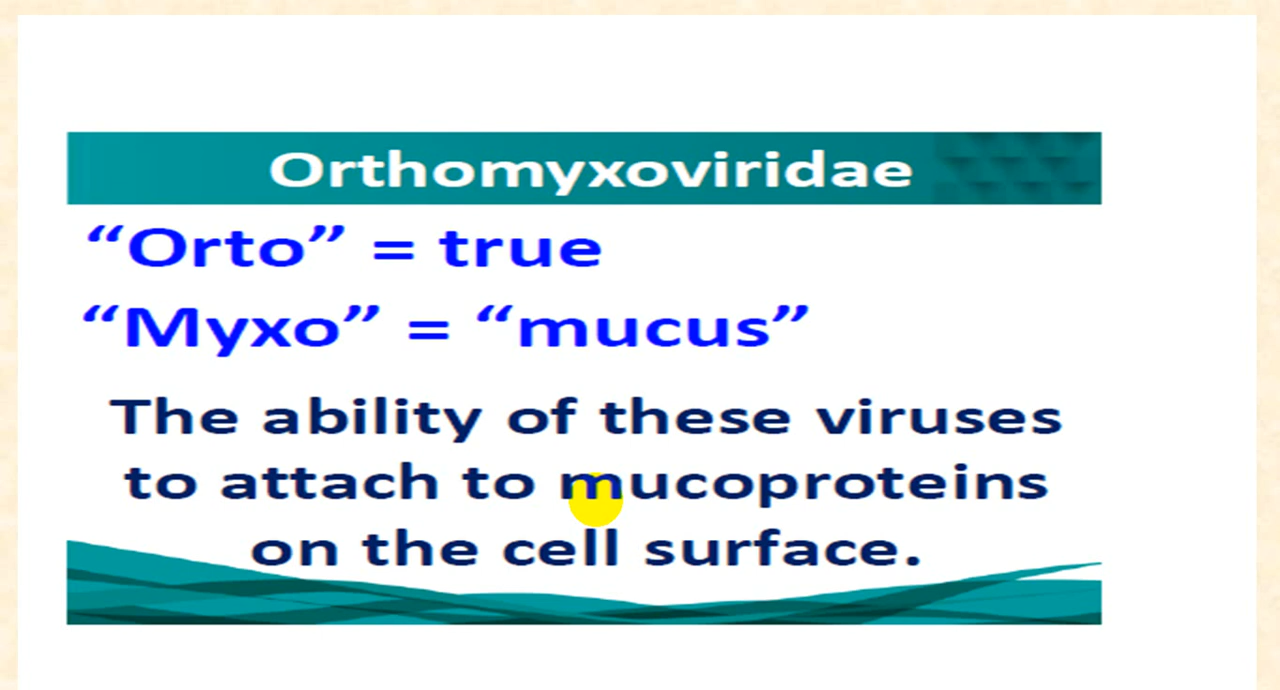 Orthomyxoviridae
“Orto” = true
“Myxo” = “mucus”
The ability of these viruses
to attach to mucoproteins
on the cell surface.